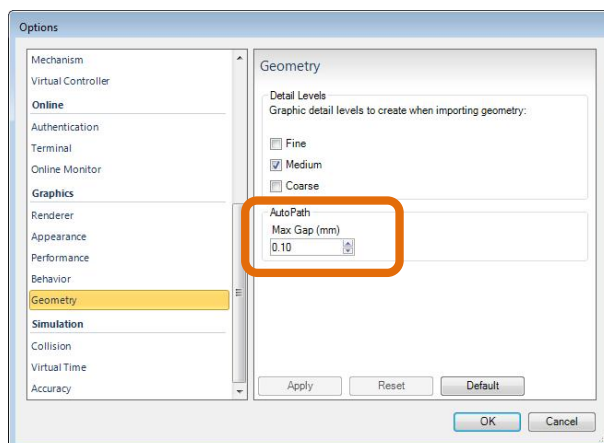 Options
Mechanism
Virtual Controller
Online
Authentication
Terminal
Online Monitor
Graphics
Renderer
Appearance
Performance
Behavior
Geometry
Simulation
Collision
Virtual Time
Accuracy
Geometry
Detail Levels
Graphic detail levels to create when importing geometry:
Fine
Medium
Coarse
AutoPath
Max Gap (mm)
0.10
Apply Reset Default
OK Cancel